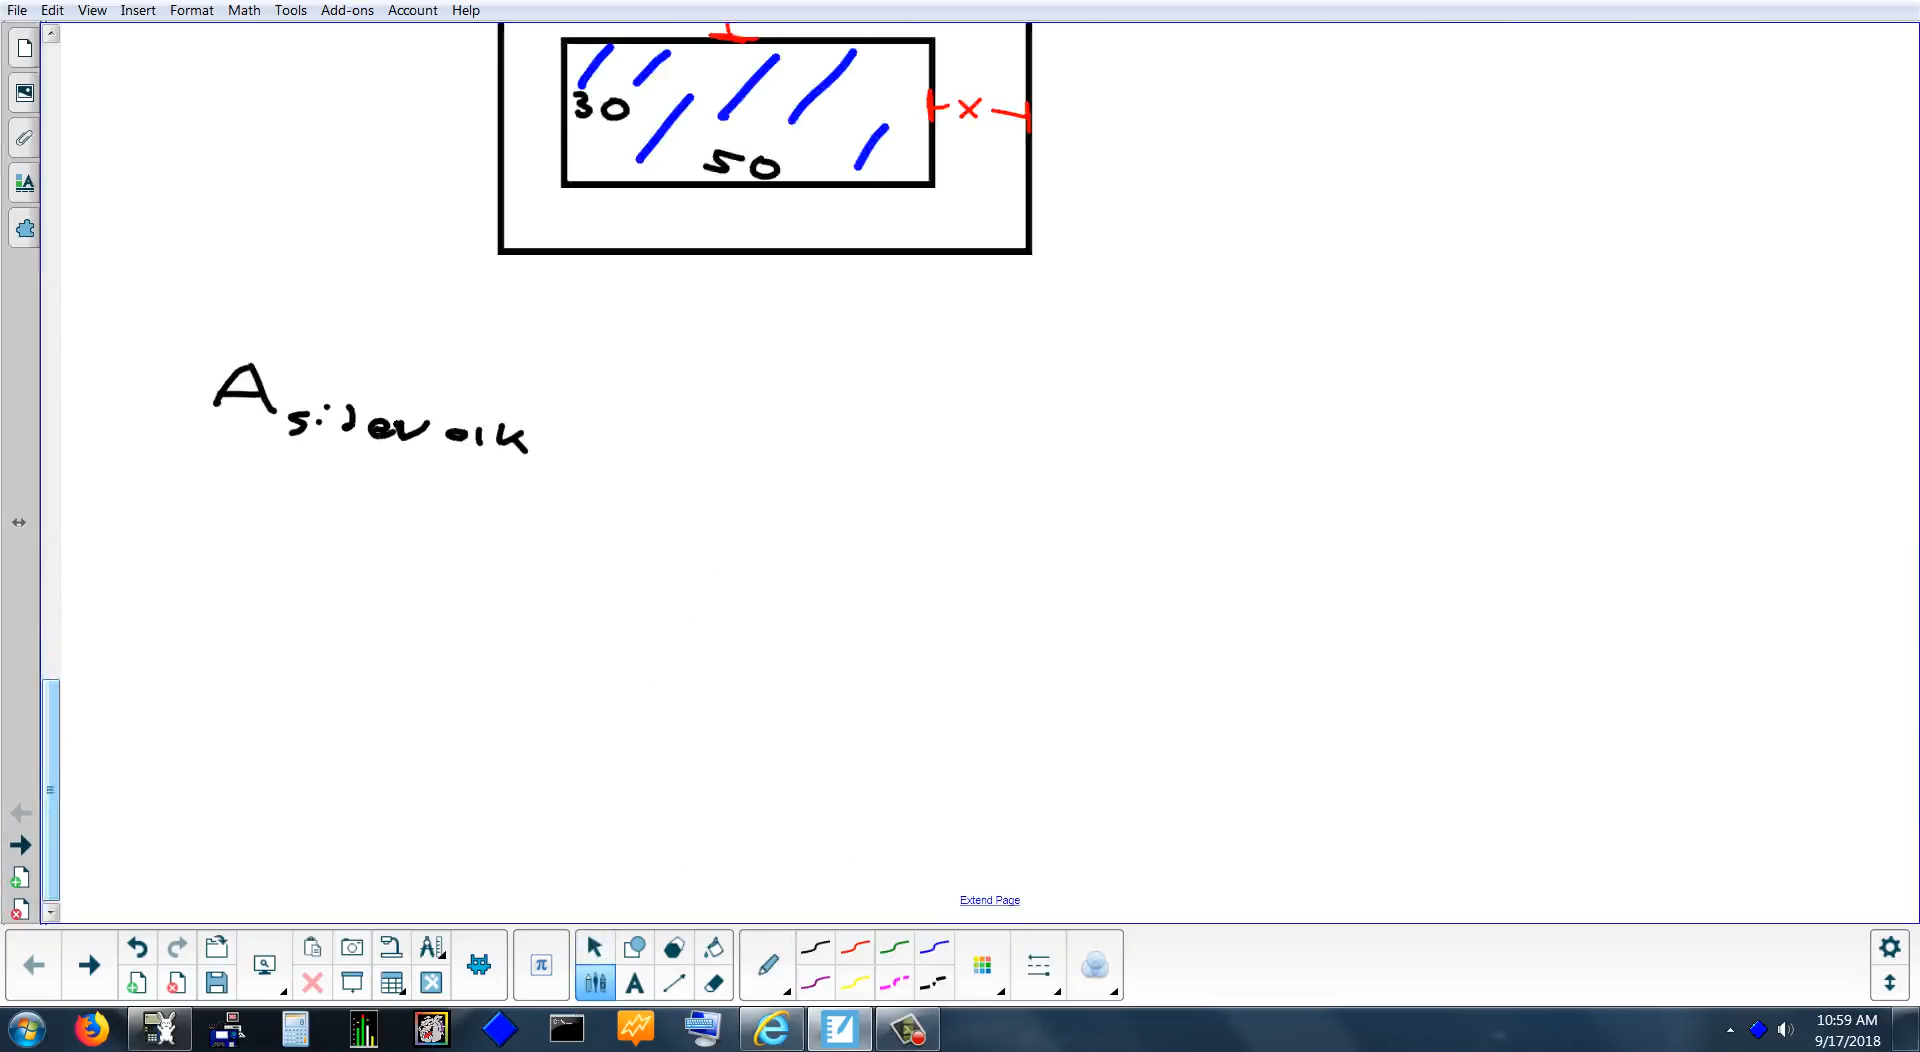 File Edit View Insert Format Math Tools Add-ons Account Help
30
x
50
A sidewalk
Extend Page
π
A
10:59 AM
9/17/2018